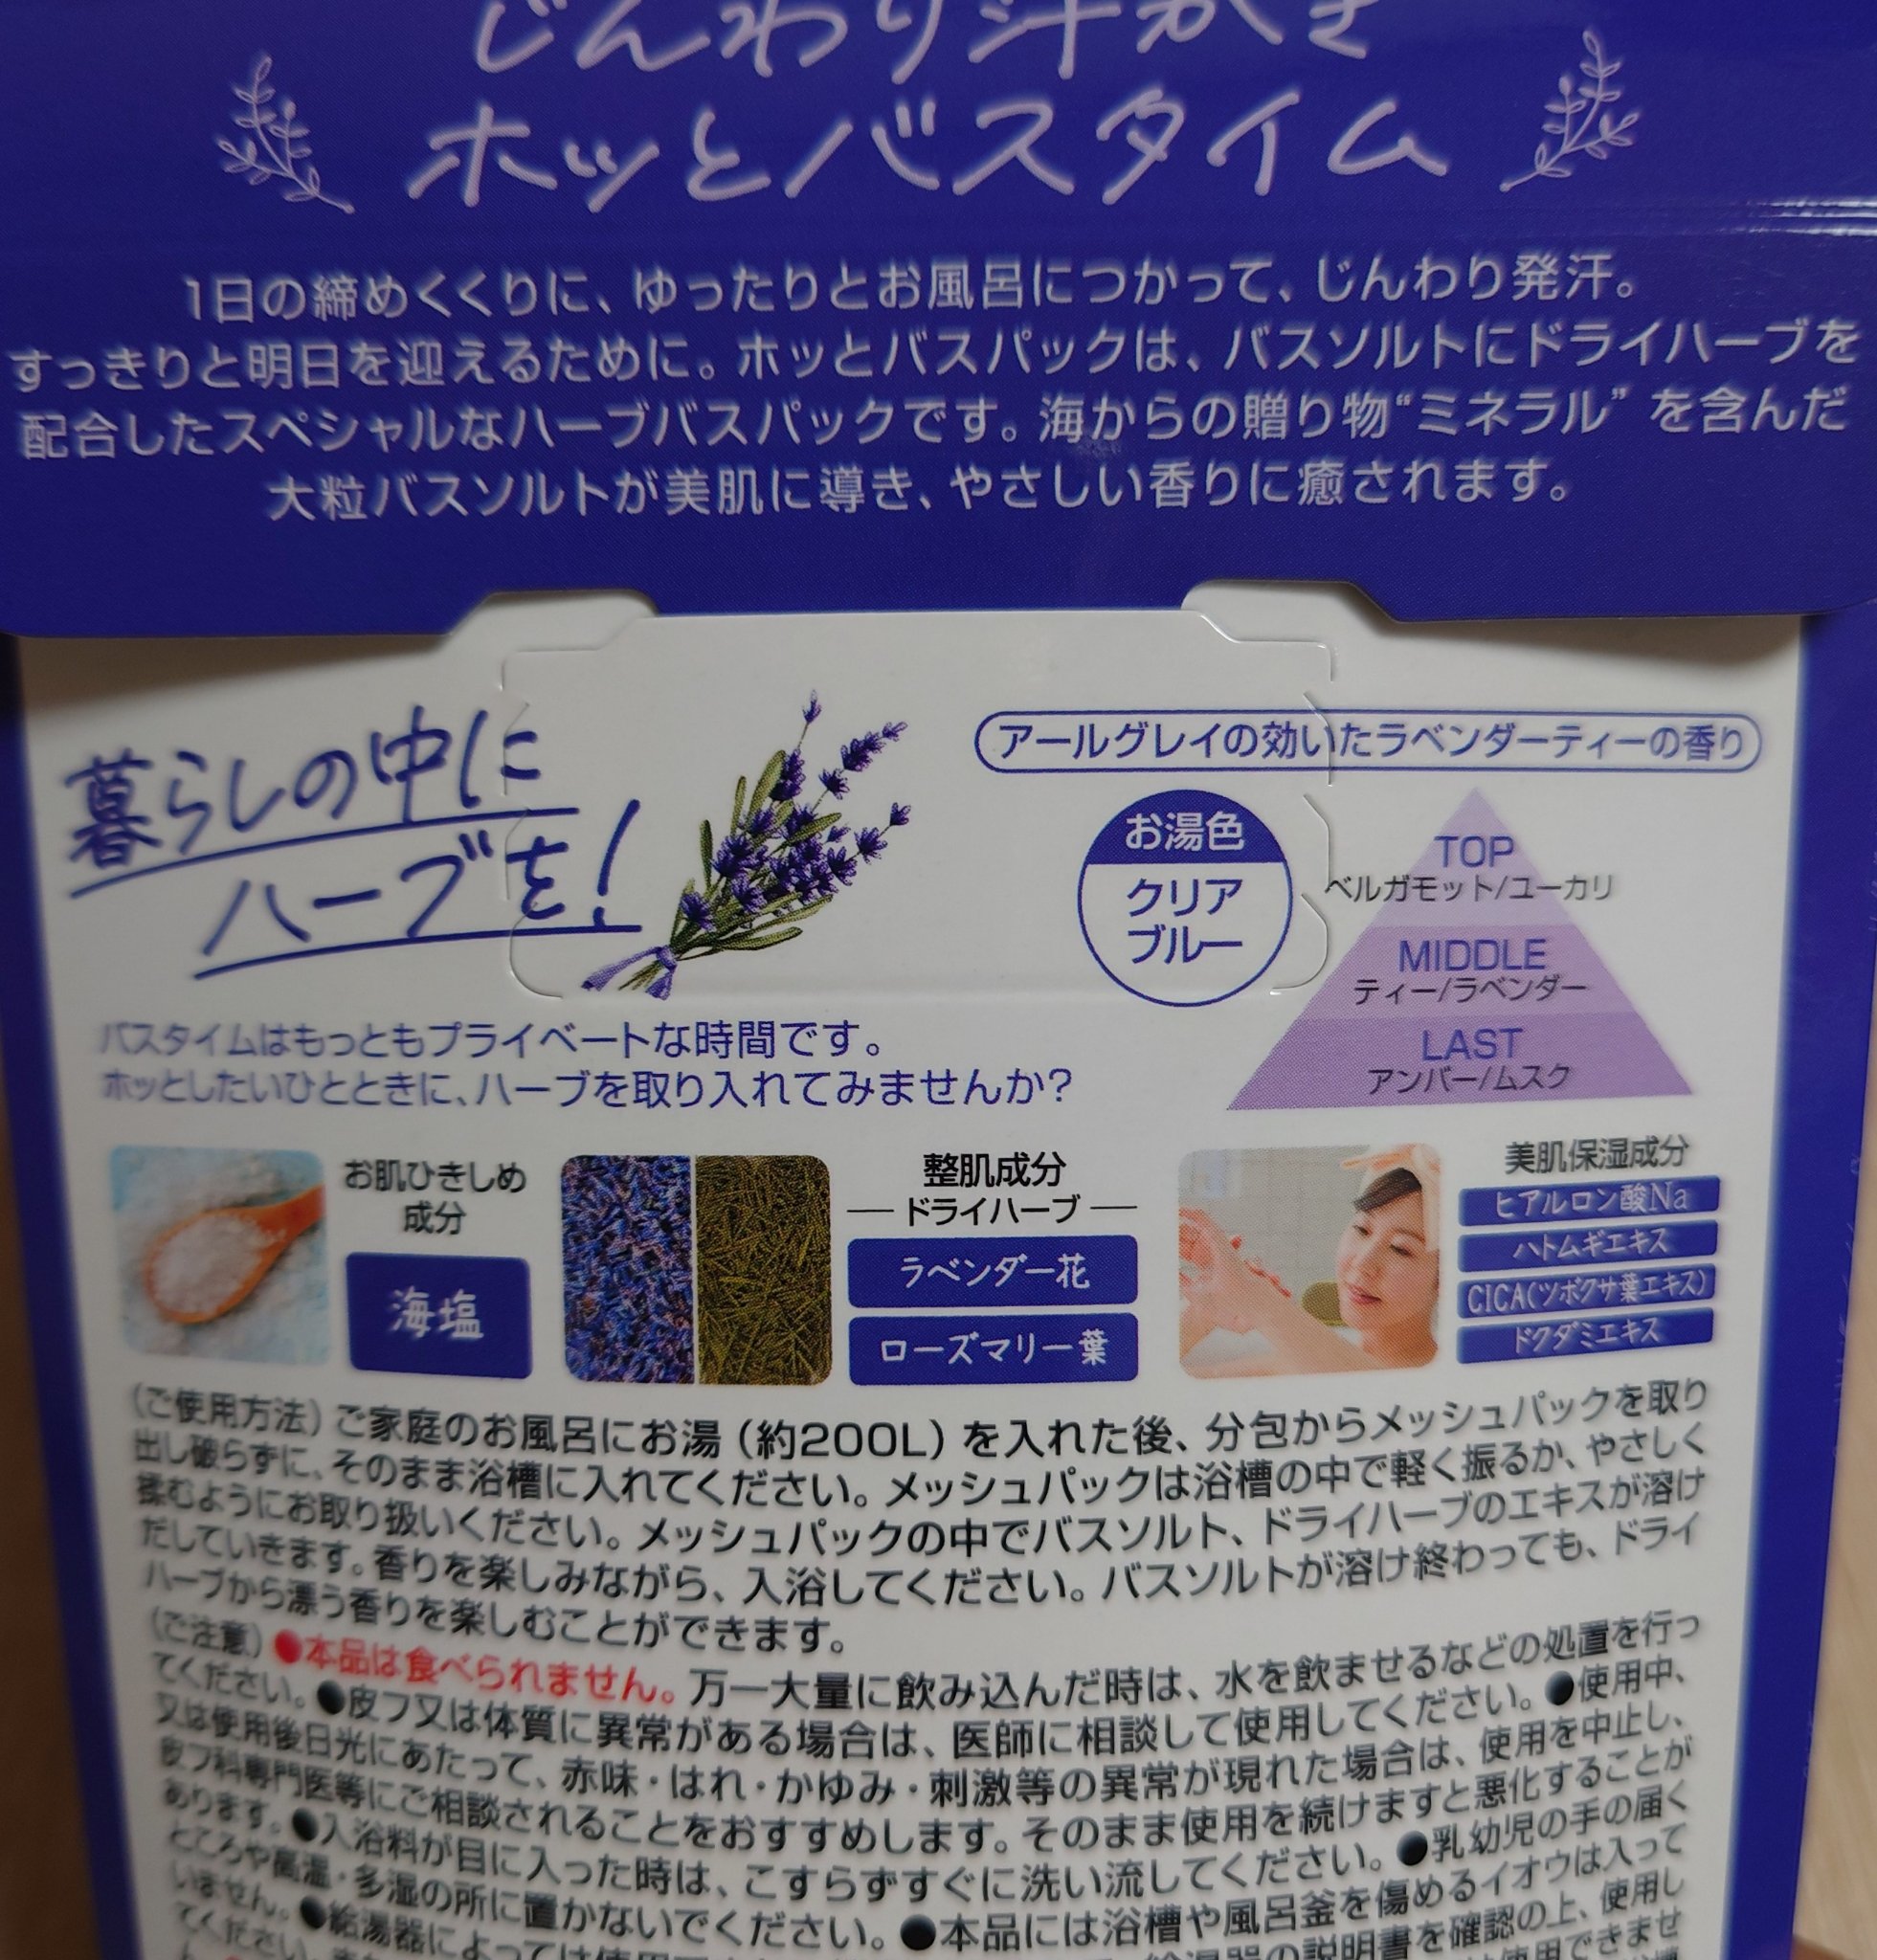 じんわり汗かき
ホッとバスタイム
1日の締めくくりに、ゆったりとお風呂につかって、じんわり発汗。
すっきりと明日を迎えるために。ホッとバスパックは、バスソルトにドライハーブを
配合したスペシャルなハーブバスパックです。海からの贈り物“ミネラル”を含んだ
大粒バスソルトが美肌に導き、やさしい香りに癒されます。
暮らしの中に
ハーブを!
アールグレイの効いたラベンダーティーの香り
お湯色
クリア
ブルー
TOP
ベルガモット/ユーカリ
MIDDLE
ティー/ラベンダー
LAST
アンバー/ムスク
バスタイムはもっともプライベートな時間です。
ホッとしたいひとときに、ハーブを取り入れてみませんか?
お肌ひきしめ
成分
海塩
整肌成分
ドライハーブ
ラベンダー花
ローズマリー葉
美肌保湿成分
ヒアルロン酸Na
ハトムギエキス
CICA(ツボクサ葉エキス)
ドクダミエキス
(ご使用方法)ご家庭のお風呂にお湯(約200L)を入れた後、分包からメッシュパックを取り
出し破らずに、そのまま浴槽に入れてください。メッシュパックは浴槽の中で軽く振るか、やさしく
揉むようにお取り扱いください。メッシュパックの中でバスソルト、ドライハーブのエキスが溶け
だしていきます。香りを楽しみながら、入浴してください。バスソルトが溶け終わっても、ドライ
ハーブから漂う香りを楽しむことができます。
(ご注意)●本品は食べられません。万一大量に飲み込んだ時は、水を飲ませるなどの処置を行っ
てください。●皮フ又は体質に異常がある場合は、医師に相談して使用してください。●使用中、
又は使用後日光にあたって、赤味・はれ・かゆみ・刺激等の異常が現れた場合は、使用を中止し、
皮フ科専門医等にご相談されることをおすすめします。そのまま使用を続けますと悪化することが
あります。●入浴料が目に入った時は、こすらずすぐに洗い流してください。●乳幼児の手の届く
ところや高温・多湿の所に置かないでください。●本品には浴槽や風呂釜を傷めるイオウは入って
いません。●給湯器によっては使用 給湯器の説明書を確認の上、使用し
てください。 使用できませ